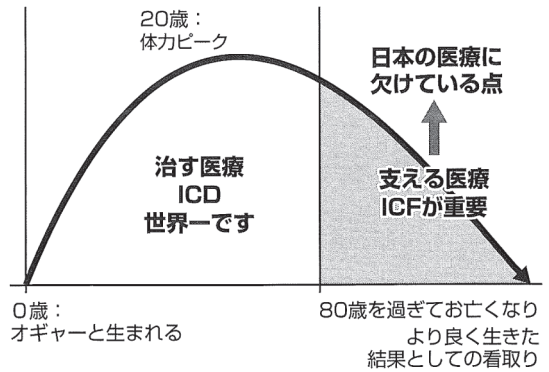 20歳：
体力ピーク
日本の医療に
欠けている点
治す医療
ICD
世界一です
支える医療
ICFが重要
0歳：
オギャーと生まれる
80歳を過ぎてお亡くなり
より良く生きた
結果としての看取り